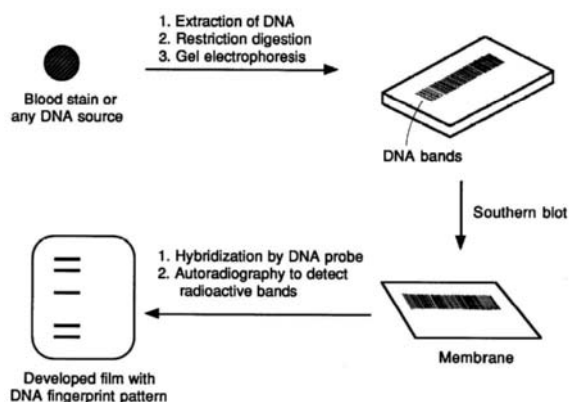 1. Extraction of DNA
2. Restriction digestion
3. Gel electrophoresis
Blood stain or
any DNA source
DNA bands
Southern blot
1. Hybridization by DNA probe
2. Autoradiography to detect
radioactive bands
Membrane
Developed film with
DNA fingerprint pattern